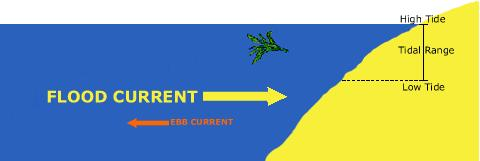 High Tide
Tidal Range
Low Tide
FLOOD CURRENT
EBB CURRENT